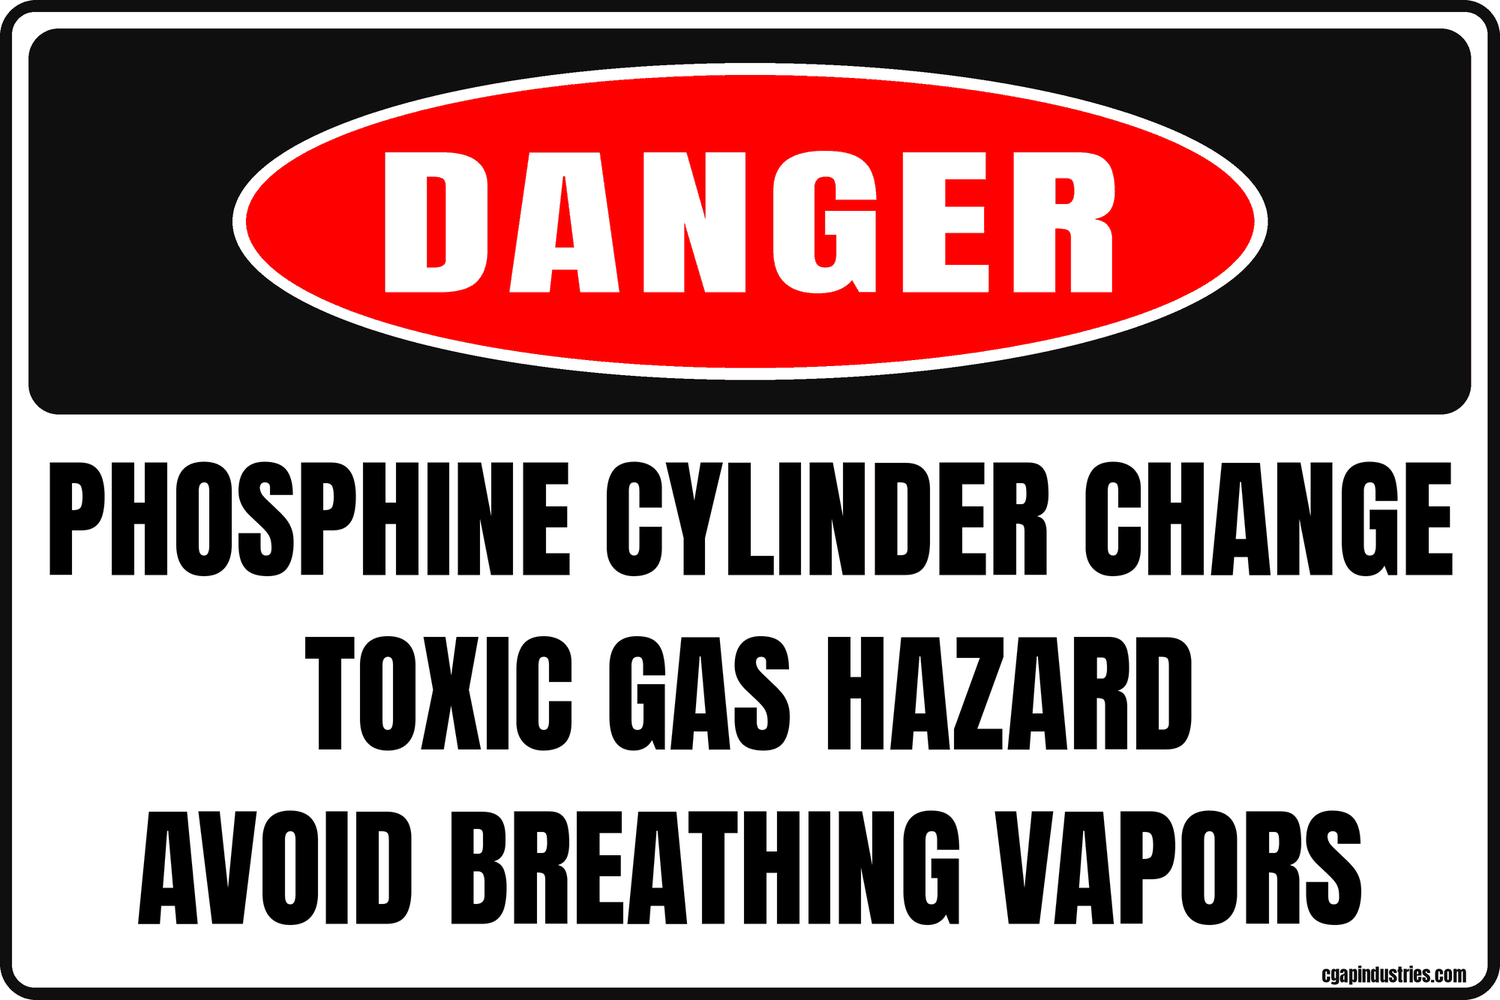 DANGER
PHOSPHINE CYLINDER CHANGE
TOXIC GAS HAZARD
AVOID BREATHING VAPORS
cgapindustries.com